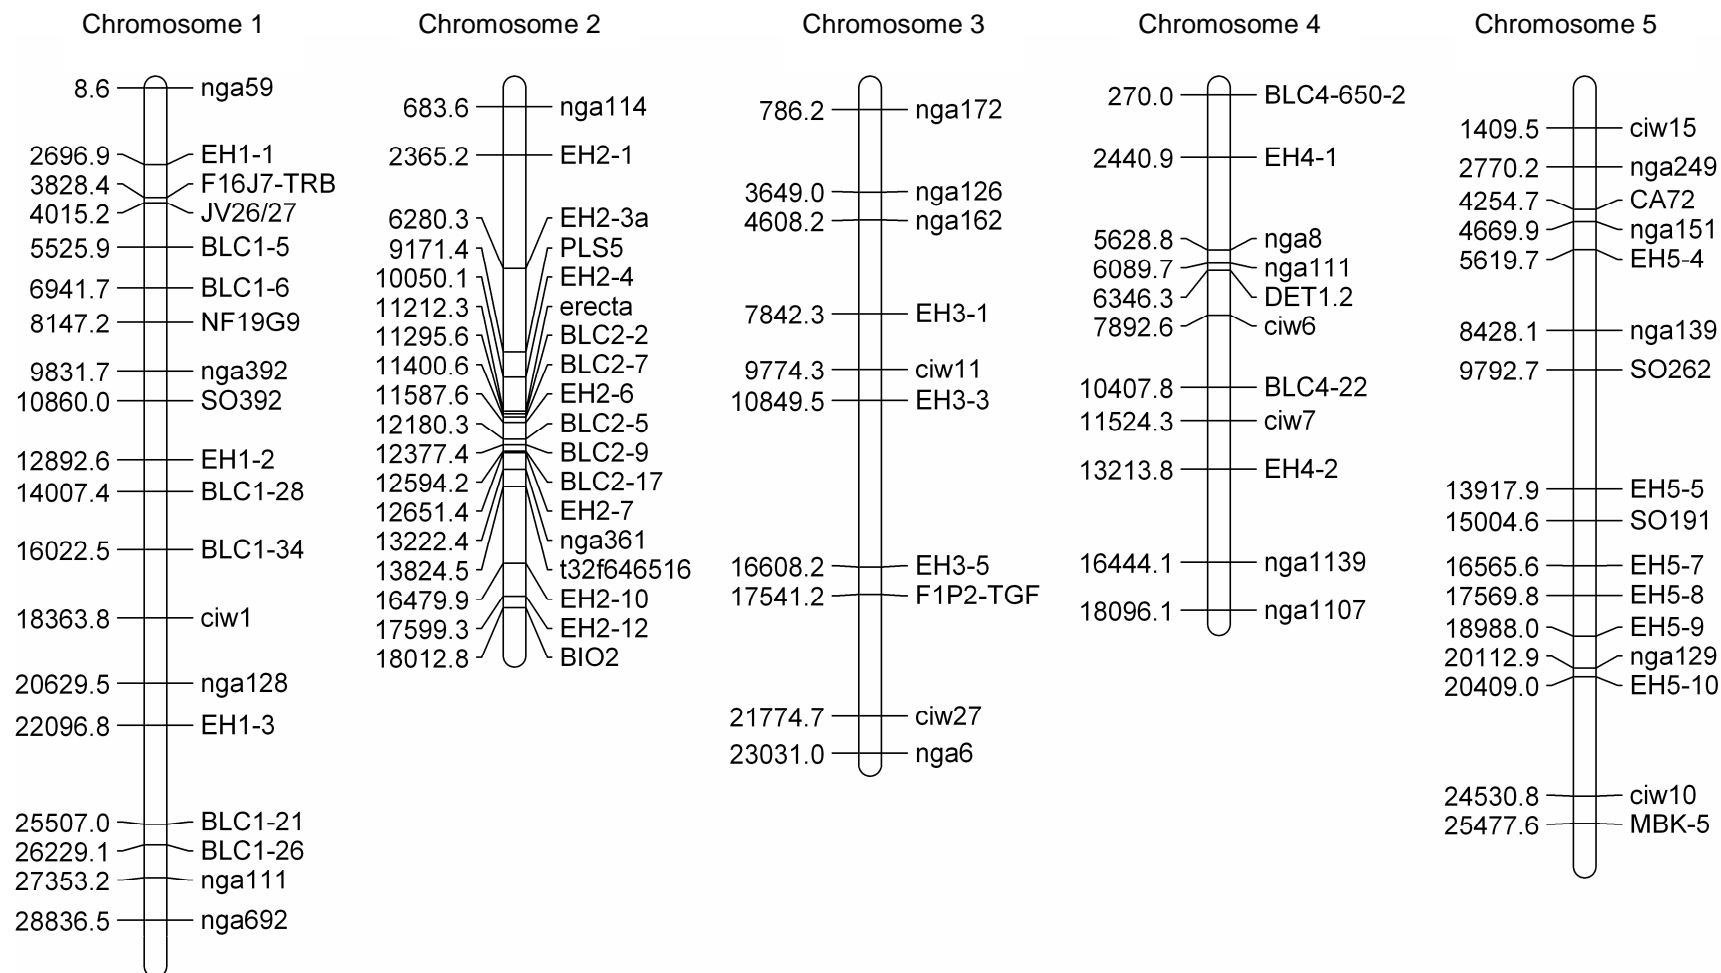 Chromosome 1
8.6 nga59
2696.9 EH1-1
3828.4 F16J7-TRB
4015.2 JV26/27
5525.9 BLC1-5
6941.7 BLC1-6
8147.2 NF19G9
9831.7 nga392
10860.0 SO392
12892.6 EH1-2
14007.4 BLC1-28
16022.5 BLC1-34
18363.8 ciw1
20629.5 nga128
22096.8 EH1-3
25507.0 BLC1-21
26229.1 BLC1-26
27353.2 nga111
28836.5 nga692
Chromosome 2
683.6 nga114
2365.2 EH2-1
6280.3 EH2-3a
9171.4 PLS5
10050.1 EH2-4
11212.3 erecta
11295.6 BLC2-2
11400.6 BLC2-7
11587.6 EH2-6
12180.3 BLC2-5
12377.4 BLC2-9
12594.2 BLC2-17
12651.4 EH2-7
13222.4 nga361
13824.5 t32f646516
16479.9 EH2-10
17599.3 EH2-12
18012.8 BIO2
Chromosome 3
786.2 nga172
3649.0 nga126
4608.2 nga162
7842.3 EH3-1
9774.3 ciw11
10849.5 EH3-3
16608.2 EH3-5
17541.2 F1P2-TGF
21774.7 ciw27
23031.0 nga6
Chromosome 4
270.0 BLC4-650-2
2440.9 EH4-1
5628.8 nga8
6089.7 nga111
6346.3 DET1.2
7892.6 ciw6
10407.8 BLC4-22
11524.3 ciw7
13213.8 EH4-2
16444.1 nga1139
18096.1 nga1107
Chromosome 5
1409.5 ciw15
2770.2 nga249
4254.7 CA72
4669.9 nga151
5619.7 EH5-4
8428.1 nga139
9792.7 SO262
13917.9 EH5-5
15004.6 SO191
16565.6 EH5-7
17569.8 EH5-8
18988.0 EH5-9
20112.9 nga129
20409.0 EH5-10
24530.8 ciw10
25477.6 MBK-5